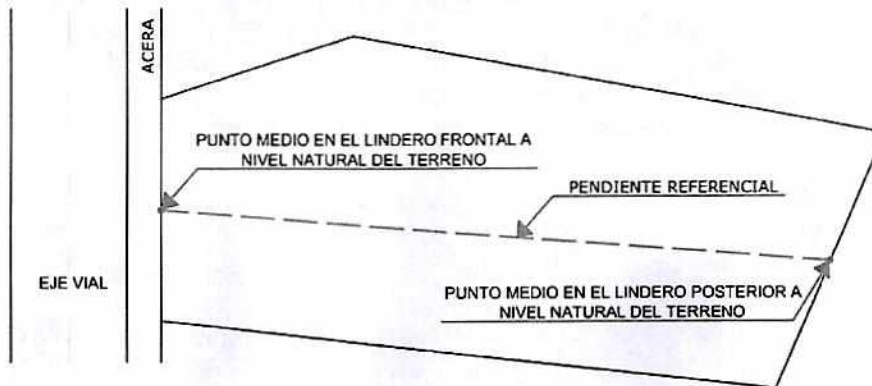 ACERA
PUNTO MEDIO EN EL LINDERO FRONTAL A
NIVEL NATURAL DEL TERRENO
PENDIENTE REFERENCIAL
EJE VIAL
PUNTO MEDIO EN EL LINDERO POSTERIOR A
NIVEL NATURAL DEL TERRENO